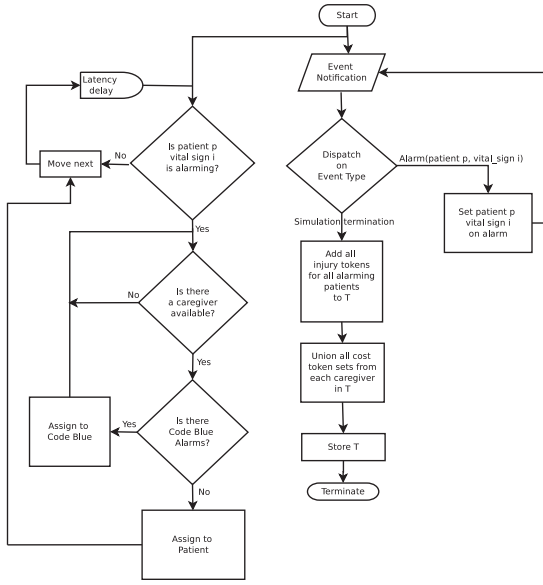 Start
Latency
delay
Event
Notification
Is patient p
vital sign i
is alarming?
No
Move next
Dispatch
on
Event Type
Alarm(patient p, vital_sign i)
Set patient p
vital sign i
on alarm
Simulation termination
Yes
Add all
injury tokens
for all alarming
patients
to T
Is there
a caregiver
available?
No
Yes
Union all cost
token sets from
each caregiver
in T
Is there
Code Blue
Alarms?
Yes
Assign to
Code Blue
Store T
No
Terminate
Assign to
Patient